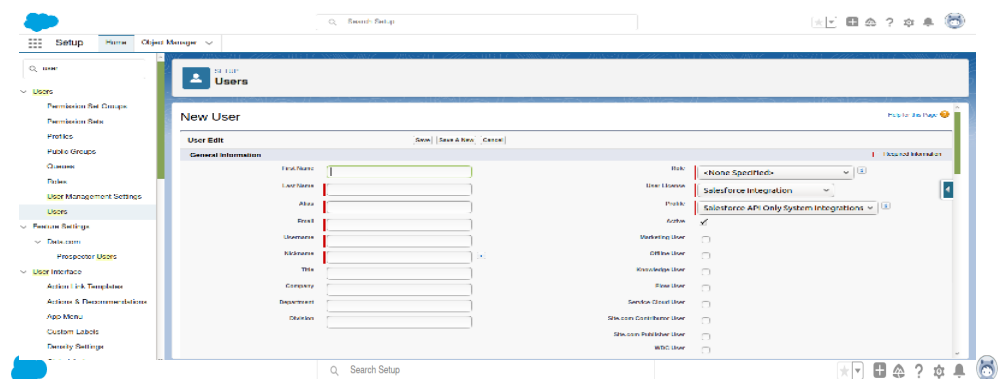 Search Setup
Setup Home Object Manager
user
SETUP
Users
Users
Permission Set Groups
Permission Sets
Profiles
Public Groups
Queues
Roles
User Management Settings
Users
Feature Settings
Data.com
Prospector Users
User Interface
Action Link Templates
Actions & Recommendations
App Menu
Custom Labels
Density Settings
New User
Help for this Page
User Edit
Save Save & New Cancel
General Information
Required Information
First Name
Last Name
Alias
Email
Username
Nickname
Title
Company
Department
Division
Role <None Specified>
User License Salesforce Integration
Profile Salesforce API Only System Integrations
Active
Marketing User
Offline User
Knowledge User
Flow User
Service Cloud User
Site.com Contributor User
Site.com Publisher User
WDC User
Search Setup